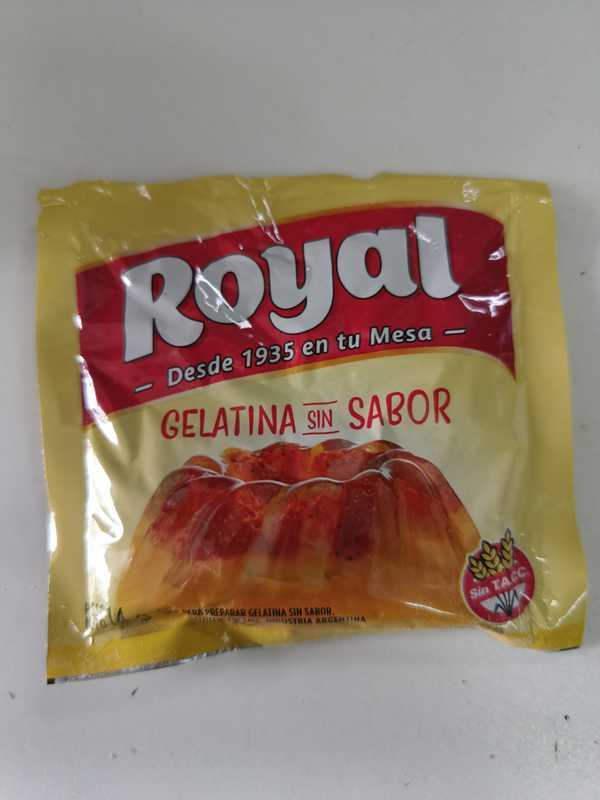 Royal
— Desde 1935 en tu Mesa —
GELATINA SIN SABOR
Sin T.A.C.C.
PARA PREPARAR GELATINA SIN SABOR.
INDUSTRIA ARGENTINA